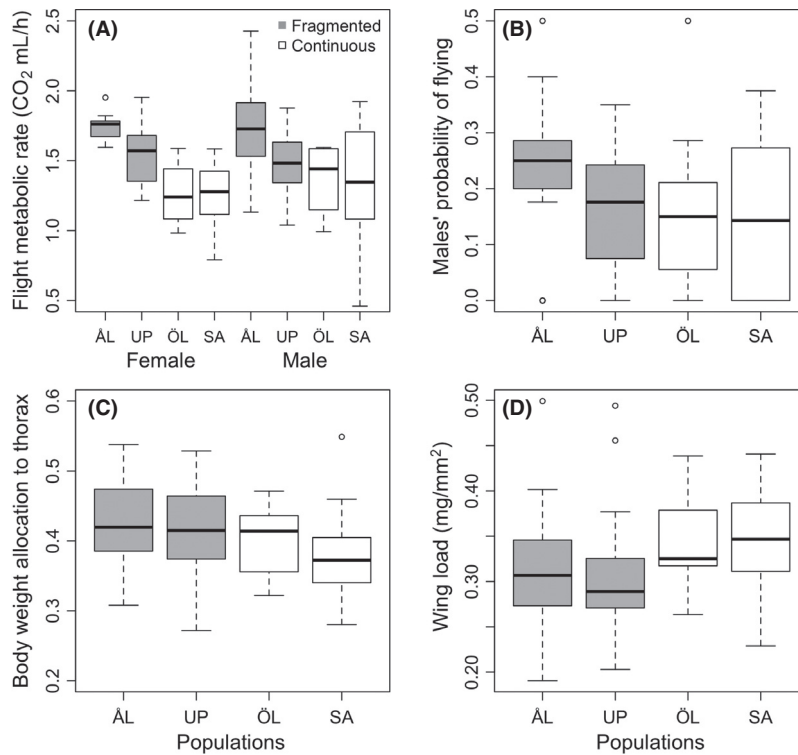 (A)
Fragmented
Continuous
Flight metabolic rate (CO₂ mL/h)
2.5
2.0
1.5
1.0
0.5
ÅL UP ÖL SA ÅL UP ÖL SA
Female Male
(B)
Males' probability of flying
0.5
0.4
0.3
0.2
0.1
0.0
ÅL UP ÖL SA
(C)
Body weight allocation to thorax
0.6
0.5
0.4
0.3
0.2
ÅL UP ÖL SA
Populations
(D)
Wing load (mg/mm²)
0.50
0.40
0.30
0.20
ÅL UP ÖL SA
Populations